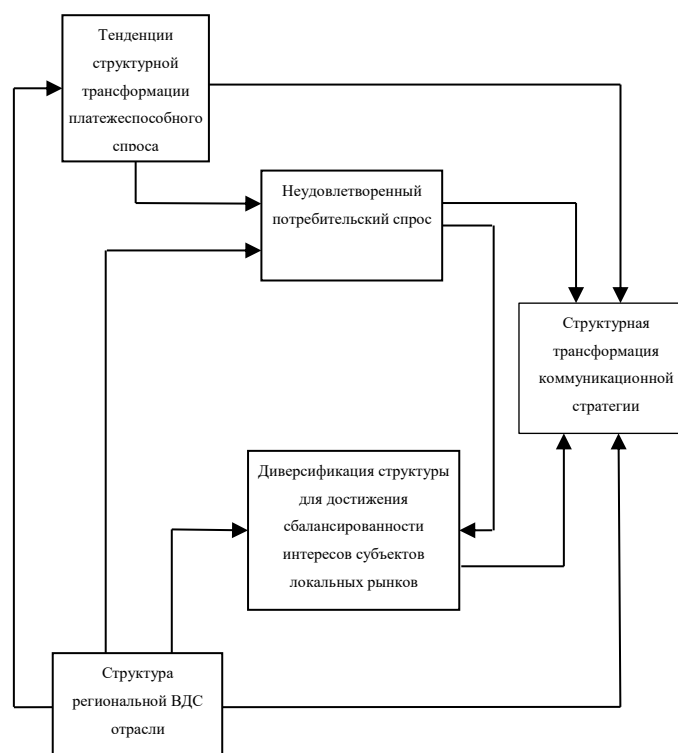 Тенденции
структурной
трансформации
платежеспособного
спроса
Неудовлетворенный
потребительский спрос
Структурная
трансформация
коммуникационной
стратегии
Диверсификация структуры
для достижения
сбалансированности
интересов субъектов
локальных рынков
Структура
региональной ВДС
отрасли